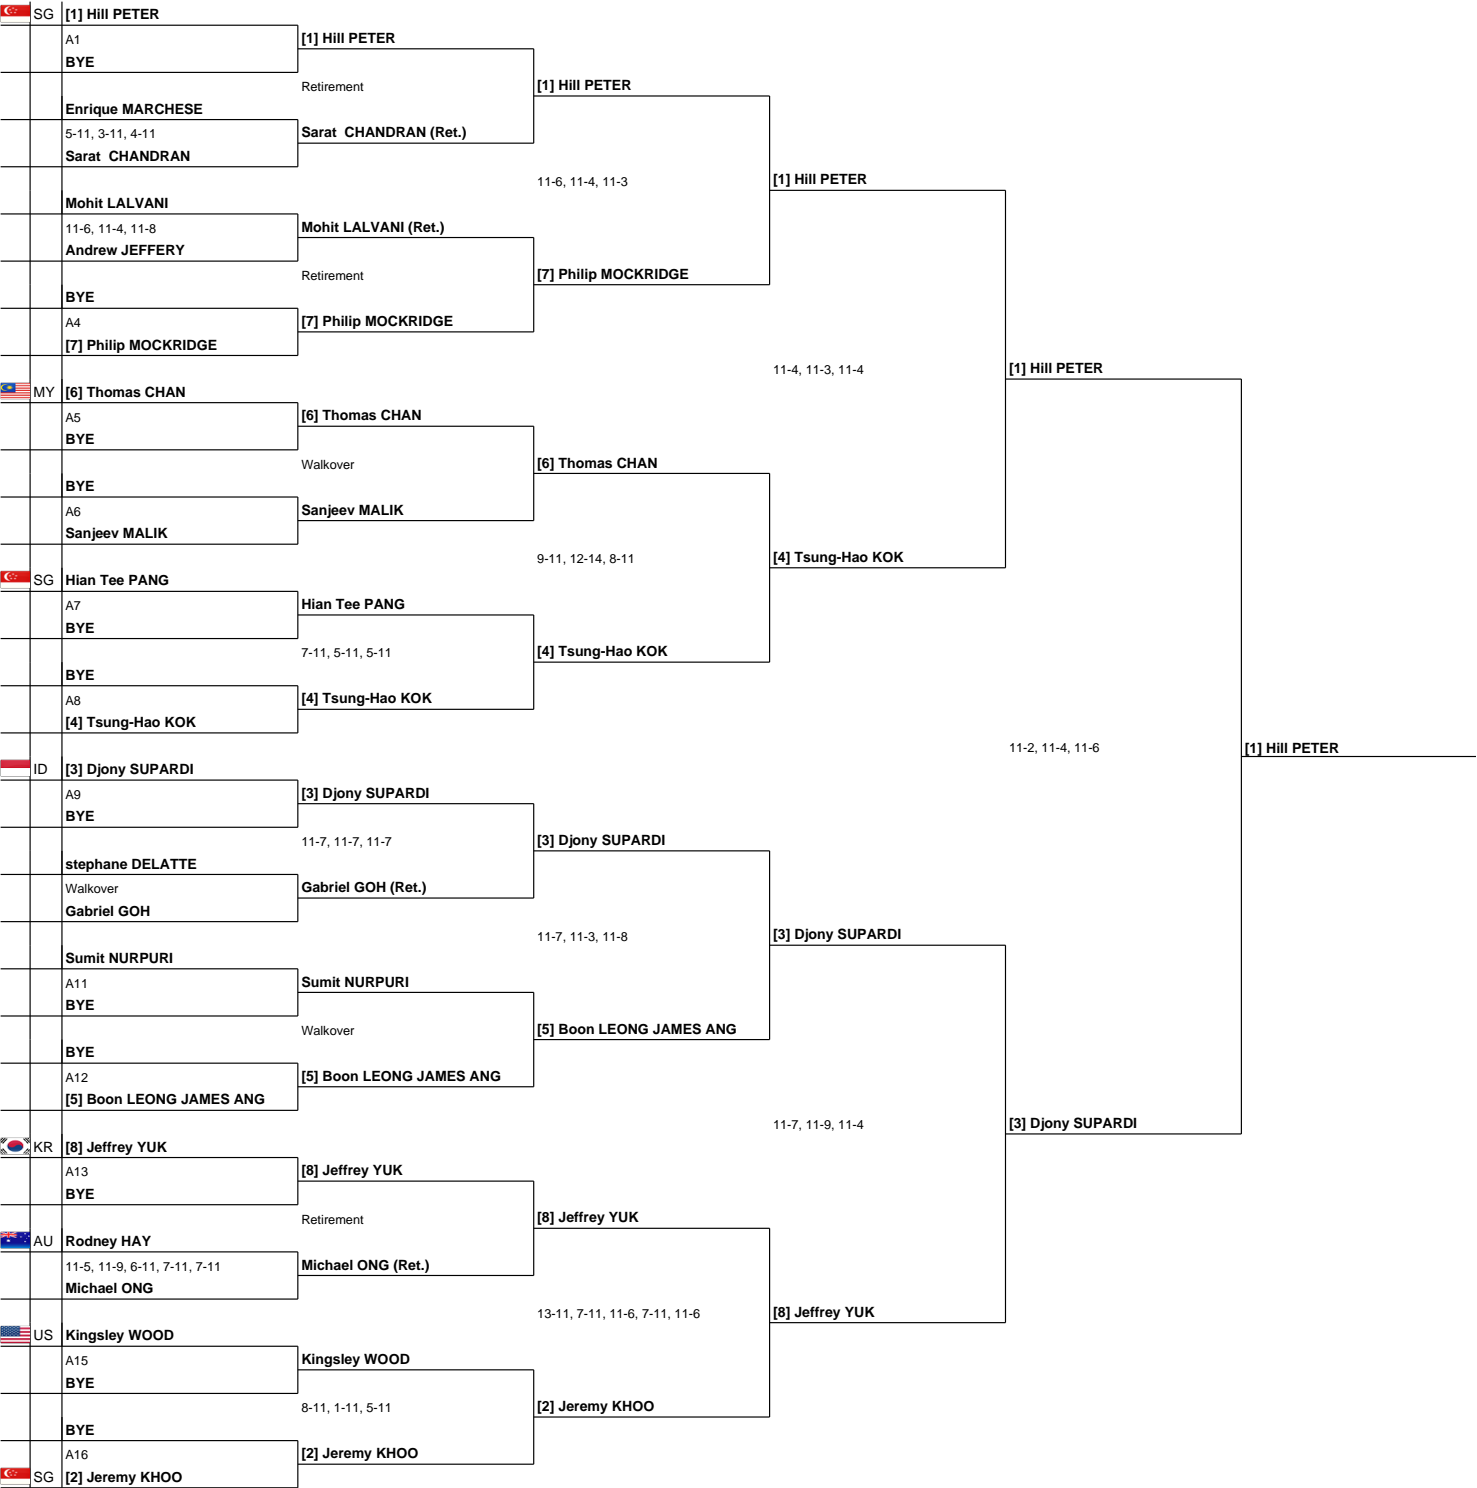 SG [1] Hill PETER
A1 [1] Hill PETER
BYE
Retirement [1] Hill PETER
Enrique MARCHESE
5-11, 3-11, 4-11 Sarat CHANDRAN (Ret.)
Sarat CHANDRAN
11-6, 11-4, 11-3 [1] Hill PETER
Mohit LALVANI
11-6, 11-4, 11-8 Mohit LALVANI (Ret.)
Andrew JEFFERY
Retirement [7] Philip MOCKRIDGE
BYE
A4 [7] Philip MOCKRIDGE
[7] Philip MOCKRIDGE
11-4, 11-3, 11-4 [1] Hill PETER
MY [6] Thomas CHAN
A5 [6] Thomas CHAN
BYE
Walkover [6] Thomas CHAN
BYE
A6 Sanjeev MALIK
Sanjeev MALIK
9-11, 12-14, 8-11 [4] Tsung-Hao KOK
SG Hian Tee PANG
A7 Hian Tee PANG
BYE
7-11, 5-11, 5-11 [4] Tsung-Hao KOK
BYE
A8 [4] Tsung-Hao KOK
[4] Tsung-Hao KOK
11-2, 11-4, 11-6 [1] Hill PETER
ID [3] Djony SUPARDI
A9 [3] Djony SUPARDI
BYE
11-7, 11-7, 11-7 [3] Djony SUPARDI
stephane DELATTE
Walkover Gabriel GOH (Ret.)
Gabriel GOH
11-7, 11-3, 11-8 [3] Djony SUPARDI
Sumit NURPURI
A11 Sumit NURPURI
BYE
Walkover [5] Boon LEONG JAMES ANG
BYE
A12 [5] Boon LEONG JAMES ANG
[5] Boon LEONG JAMES ANG
11-7, 11-9, 11-4 [3] Djony SUPARDI
KR [8] Jeffrey YUK
A13 [8] Jeffrey YUK
BYE
Retirement [8] Jeffrey YUK
AU Rodney HAY
11-5, 11-9, 6-11, 7-11, 7-11 Michael ONG (Ret.)
Michael ONG
13-11, 7-11, 11-6, 7-11, 11-6 [8] Jeffrey YUK
US Kingsley WOOD
A15 Kingsley WOOD
BYE
8-11, 1-11, 5-11 [2] Jeremy KHOO
BYE
A16 [2] Jeremy KHOO
SG [2] Jeremy KHOO